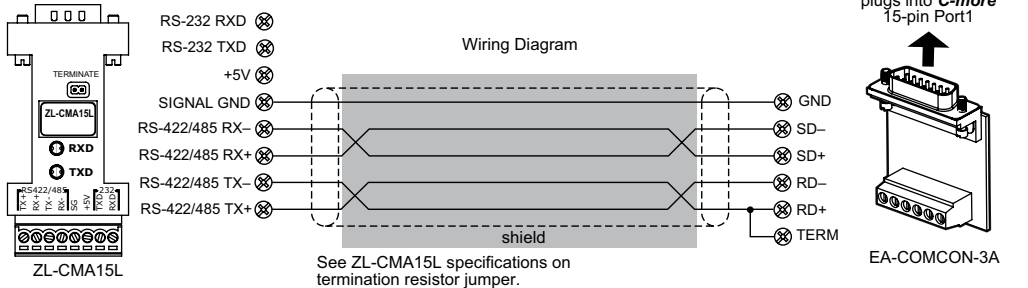 plugs into C-more
15-pin Port1
RS-232 RXD
RS-232 TXD
Wiring Diagram
+5V
SIGNAL GND
GND
RS-422/485 RX–
SD–
RS-422/485 RX+
SD+
RS-422/485 TX–
RD–
RS-422/485 TX+
RD+
TERM
shield
See ZL-CMA15L specifications on
termination resistor jumper.
TERMINATE
ZL-CMA15L
RXD
TXD
RS422/485 232
TX+ RX+ TX- RX- SG +5V TXD RXD
ZL-CMA15L
EA-COMCON-3A